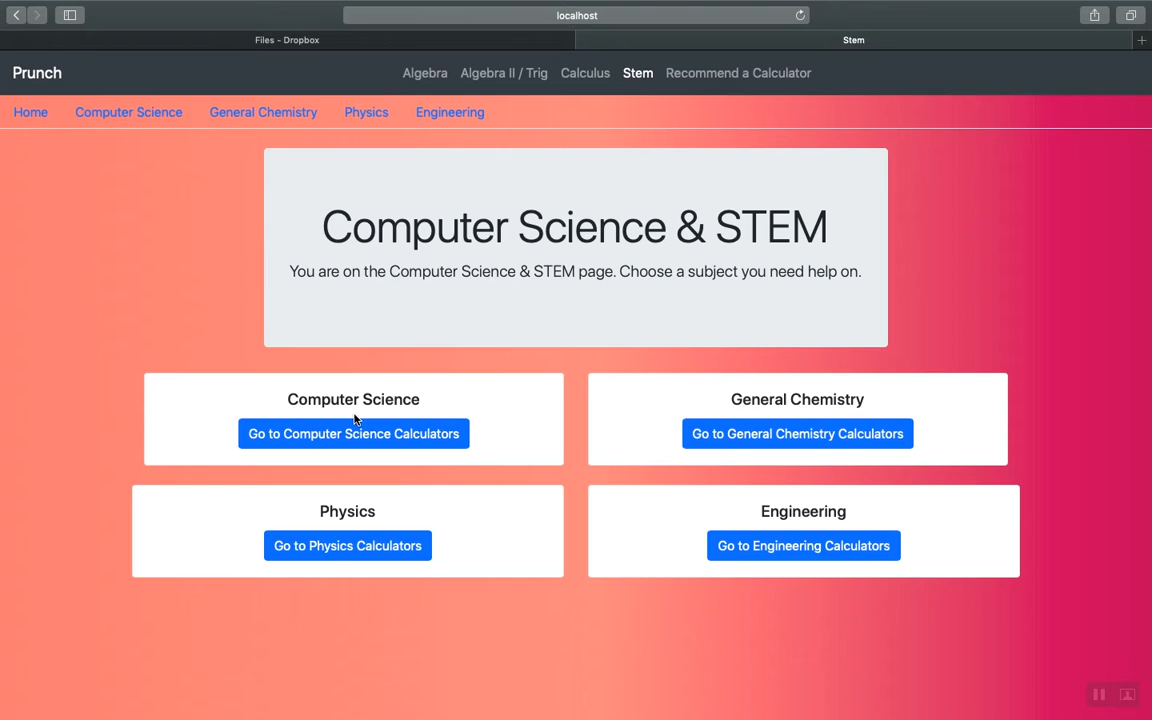 localhost
Files - Dropbox
Stem
Prunch
Algebra Algebra II / Trig Calculus Stem Recommend a Calculator
Home Computer Science General Chemistry Physics Engineering
Computer Science & STEM
You are on the Computer Science & STEM page. Choose a subject you need help on.
Computer Science
Go to Computer Science Calculators
General Chemistry
Go to General Chemistry Calculators
Physics
Go to Physics Calculators
Engineering
Go to Engineering Calculators